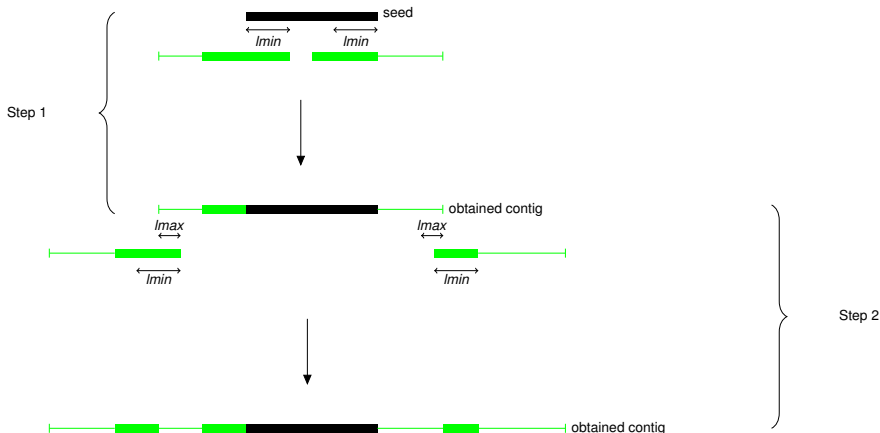 seed
lmin lmin
Step 1
obtained contig
lmax lmax
lmin lmin
Step 2
obtained contig